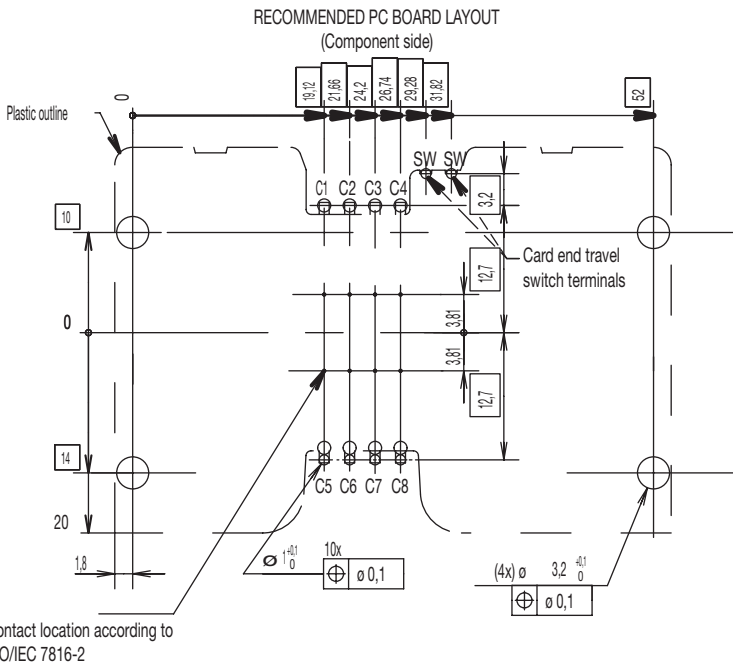 RECOMMENDED PC BOARD LAYOUT
(Component side)
0
19,12
21,66
24,2
26,74
29,28
31,82
52
Plastic outline
SW SW
C1 C2 C3 C4
3,2
10
Card end travel
switch terminals
12,7
0
3,81
3,81
12,7
14
C5 C6 C7 C8
20
1,8
Ø 1 +0,1 0
10x
⌖ ø 0,1
(4x) ø 3,2 +0,1 0
⌖ ø 0,1
ontact location according to
O/IEC 7816-2